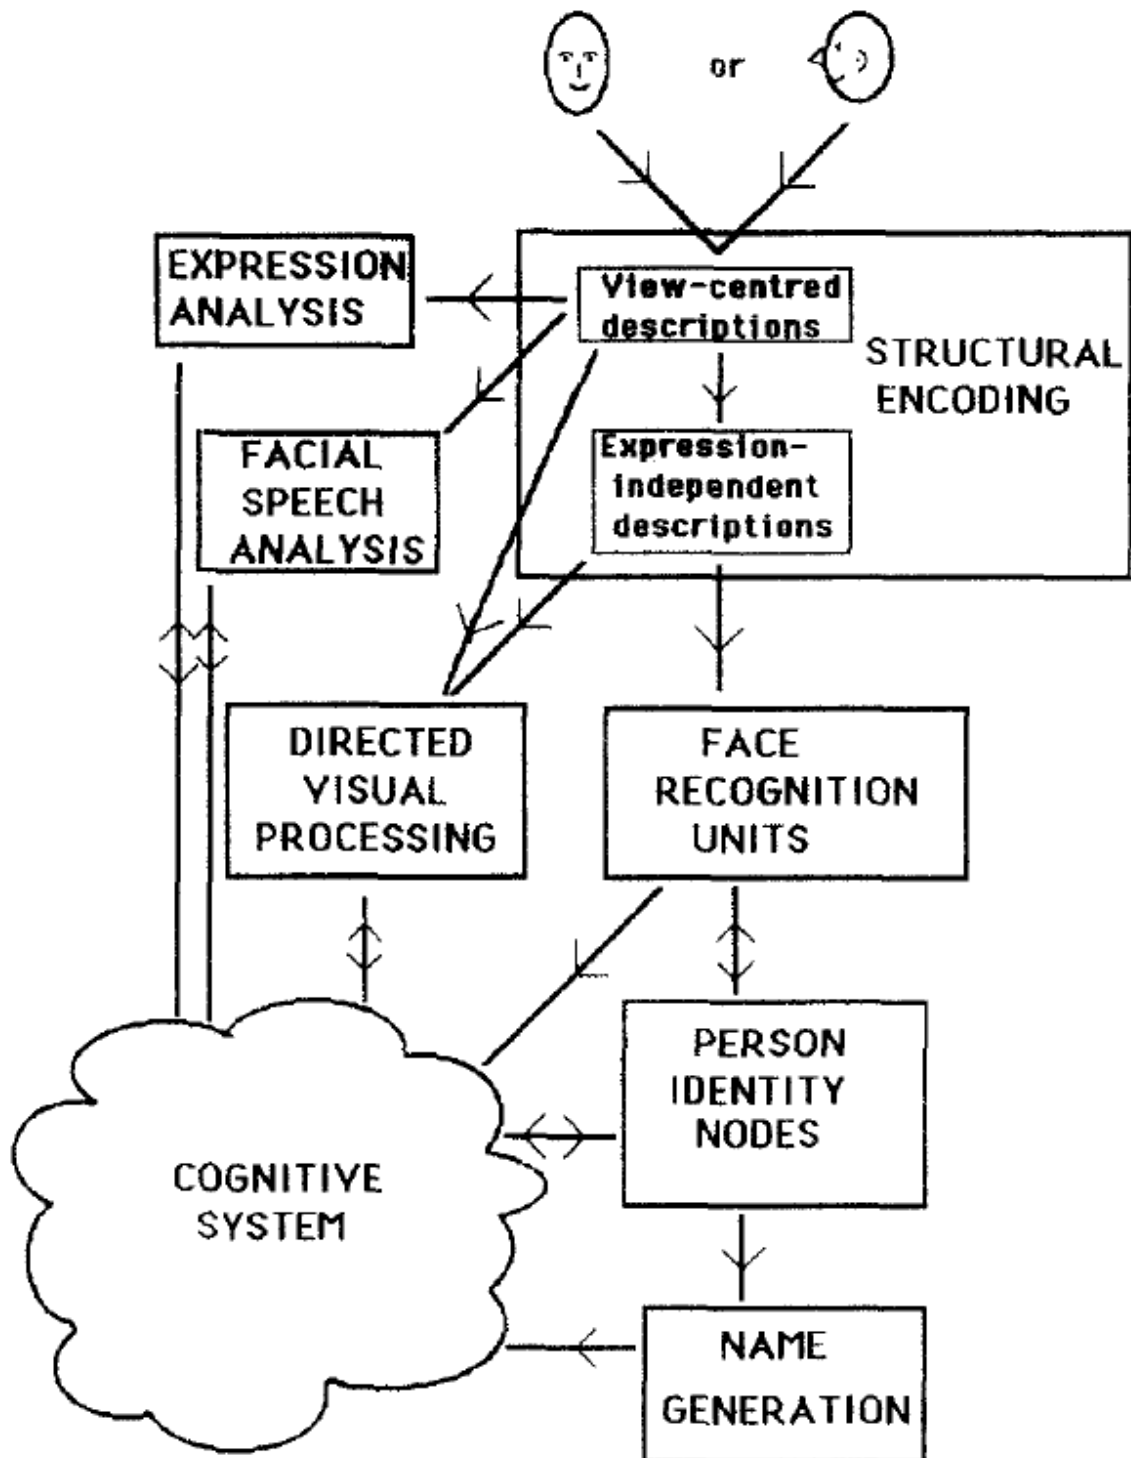 or
EXPRESSION
ANALYSIS
View-centred
descriptions
STRUCTURAL
ENCODING
FACIAL
SPEECH
ANALYSIS
Expression-
independent
descriptions
DIRECTED
VISUAL
PROCESSING
FACE
RECOGNITION
UNITS
PERSON
IDENTITY
NODES
COGNITIVE
SYSTEM
NAME
GENERATION